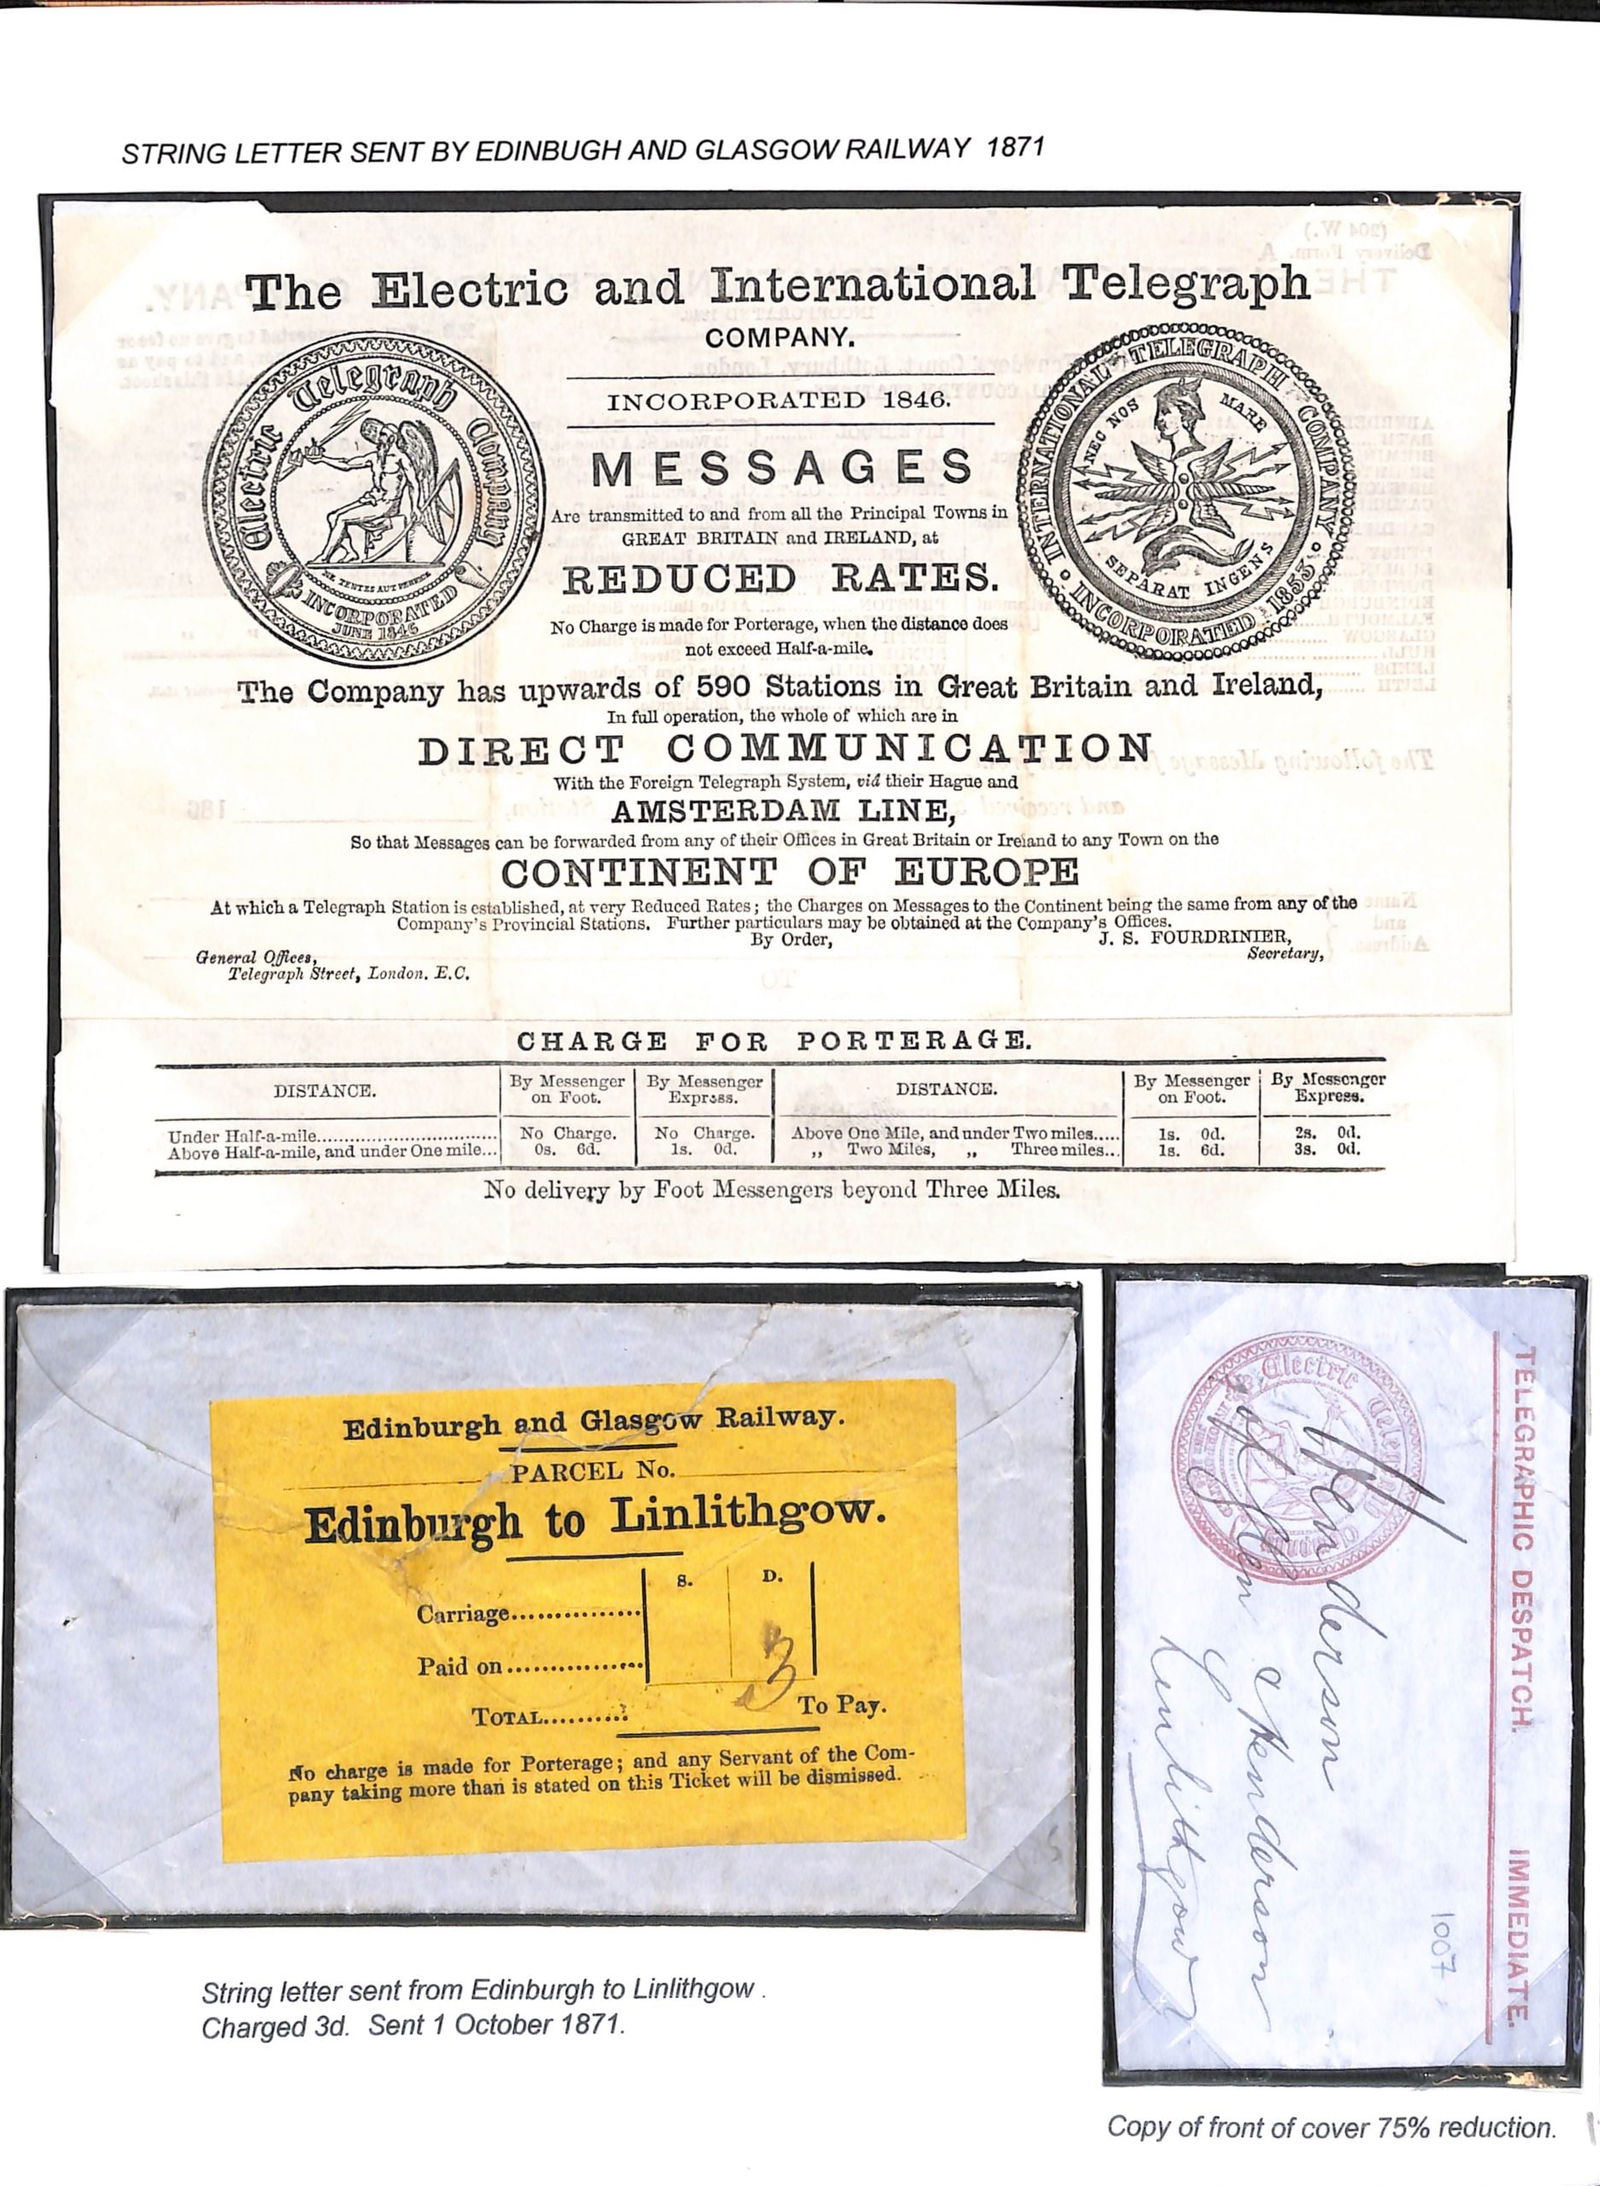 STRING LETTER SENT BY EDINBUGH AND GLASGOW RAILWAY 1871
(204 W.)
Delivery Form. A.
The Electric and International Telegraph
COMPANY.
INCORPORATED 1846.
Electric Telegraph Company
INCORPORATED
JUNE 1846
INTERNATIONAL TELEGRAPH COMPANY
INCORPORATED 1853
NEC NOS MARE
SEPARAT INGENS
MESSAGES
Are transmitted to and from all the Principal Towns in
GREAT BRITAIN and IRELAND, at
REDUCED RATES.
No Charge is made for Porterage, when the distance does
not exceed Half-a-mile.
The Company has upwards of 590 Stations in Great Britain and Ireland,
In full operation, the whole of which are in
DIRECT COMMUNICATION
With the Foreign Telegraph System, viâ their Hague and
AMSTERDAM LINE,
So that Messages can be forwarded from any of their Offices in Great Britain or Ireland to any Town on the
CONTINENT OF EUROPE
At which a Telegraph Station is established, at very Reduced Rates; the Charges on Messages to the Continent being the same from any of the
Company's Provincial Stations. Further particulars may be obtained at the Company's Offices.
By Order, J. S. FOURDRINIER,
General Offices, Secretary,
Telegraph Street, London. E.C.
CHARGE FOR PORTERAGE.
DISTANCE. By Messenger on Foot. By Messenger Express. DISTANCE. By Messenger on Foot. By Messenger Express.
Under Half-a-mile.......... No Charge. No Charge. Above One Mile, and under Two miles..... 1s. 0d. 2s. 0d.
Above Half-a-mile, and under One mile... 0s. 6d. 1s. 0d. „ Two Miles, „ Three miles... 1s. 6d. 3s. 0d.
No delivery by Foot Messengers beyond Three Miles.
Edinburgh and Glasgow Railway.
PARCEL No.
Edinburgh to Linlithgow.
S. D.
Carriage...............
Paid on................ 3
TOTAL.......... To Pay.
No charge is made for Porterage; and any Servant of the Com-
pany taking more than is stated on this Ticket will be dismissed.
TELEGRAPHIC DESPATCH. IMMEDIATE.
1007
Electric Telegraph Company
Henderson
of Glen & Henderson
Linlithgow
String letter sent from Edinburgh to Linlithgow .
Charged 3d. Sent 1 October 1871.
Copy of front of cover 75% reduction.